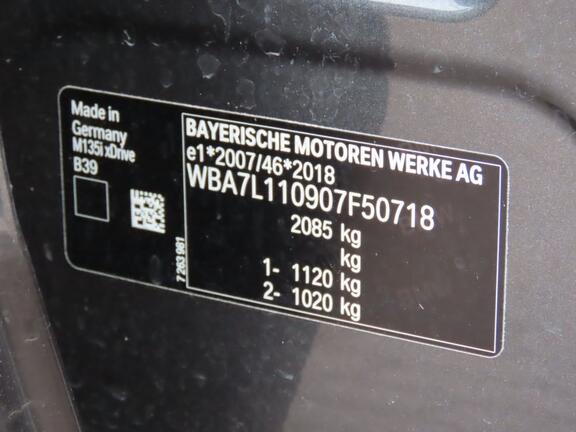 Made in
Germany
M135i xDrive
B39
7 263 981
BAYERISCHE MOTOREN WERKE AG
e1*2007/46*2018
WBA7L110907F50718
2085 kg
kg
1- 1120 kg
2- 1020 kg